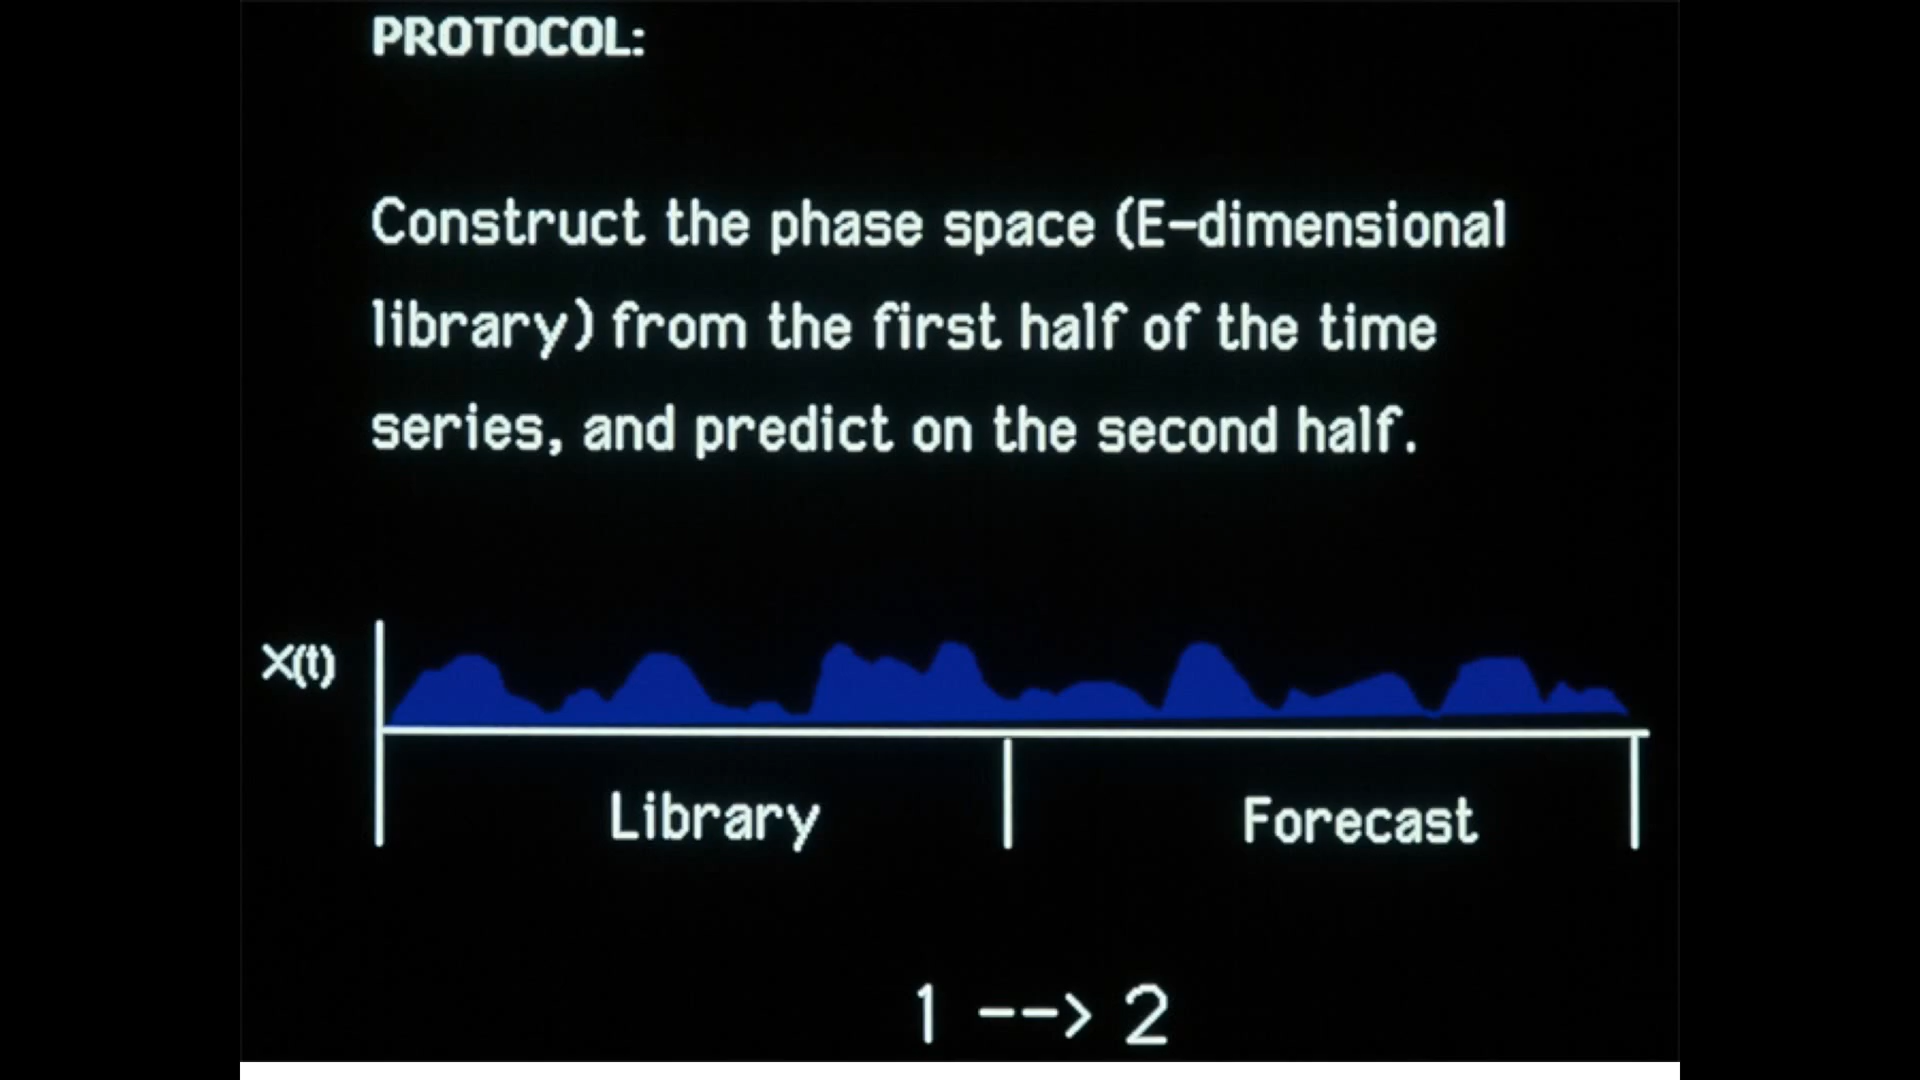 PROTOCOL:
Construct the phase space (E-dimensional
library) from the first half of the time
series, and predict on the second half.
X(t)
Library
Forecast
1 --> 2